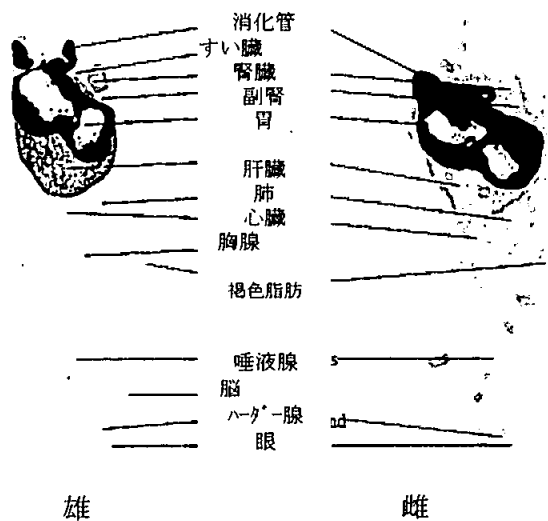 消化管
すい臓
腎臓
副腎
胃
肝臓
肺
心臓
胸腺
褐色脂肪
唾液腺 s
脳
ハーダー腺 nd
眼
雄
雌